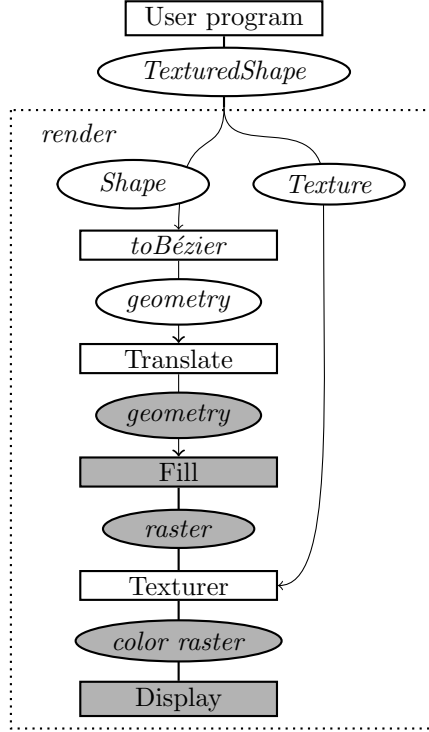 User program
TexturedShape
render
Shape
Texture
toBézier
geometry
Translate
geometry
Fill
raster
Texturer
color raster
Display